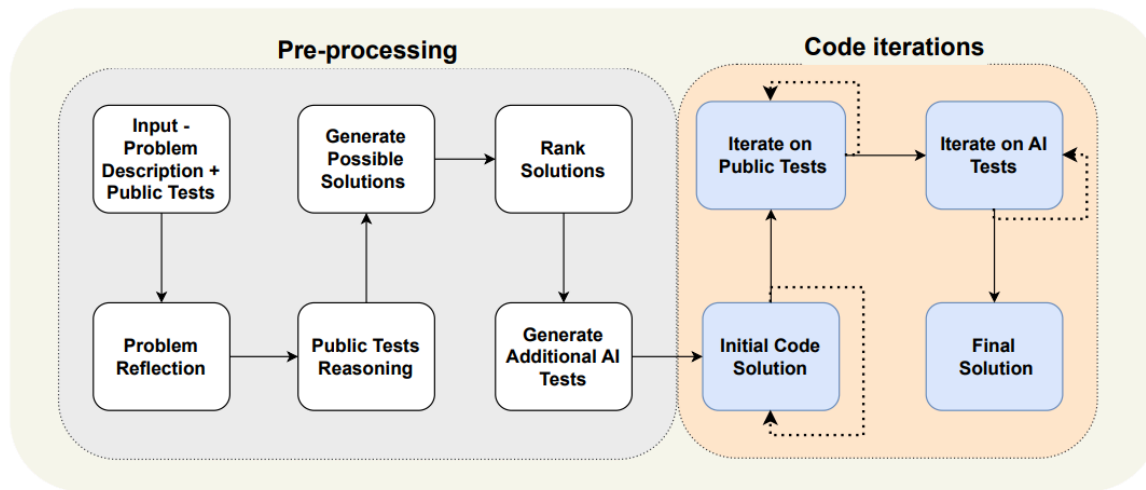 Pre-processing
Code iterations
Input -
Problem
Description +
Public Tests
Problem
Reflection
Public Tests
Reasoning
Generate
Possible
Solutions
Rank
Solutions
Generate
Additional AI
Tests
Initial Code
Solution
Iterate on
Public Tests
Iterate on AI
Tests
Final
Solution